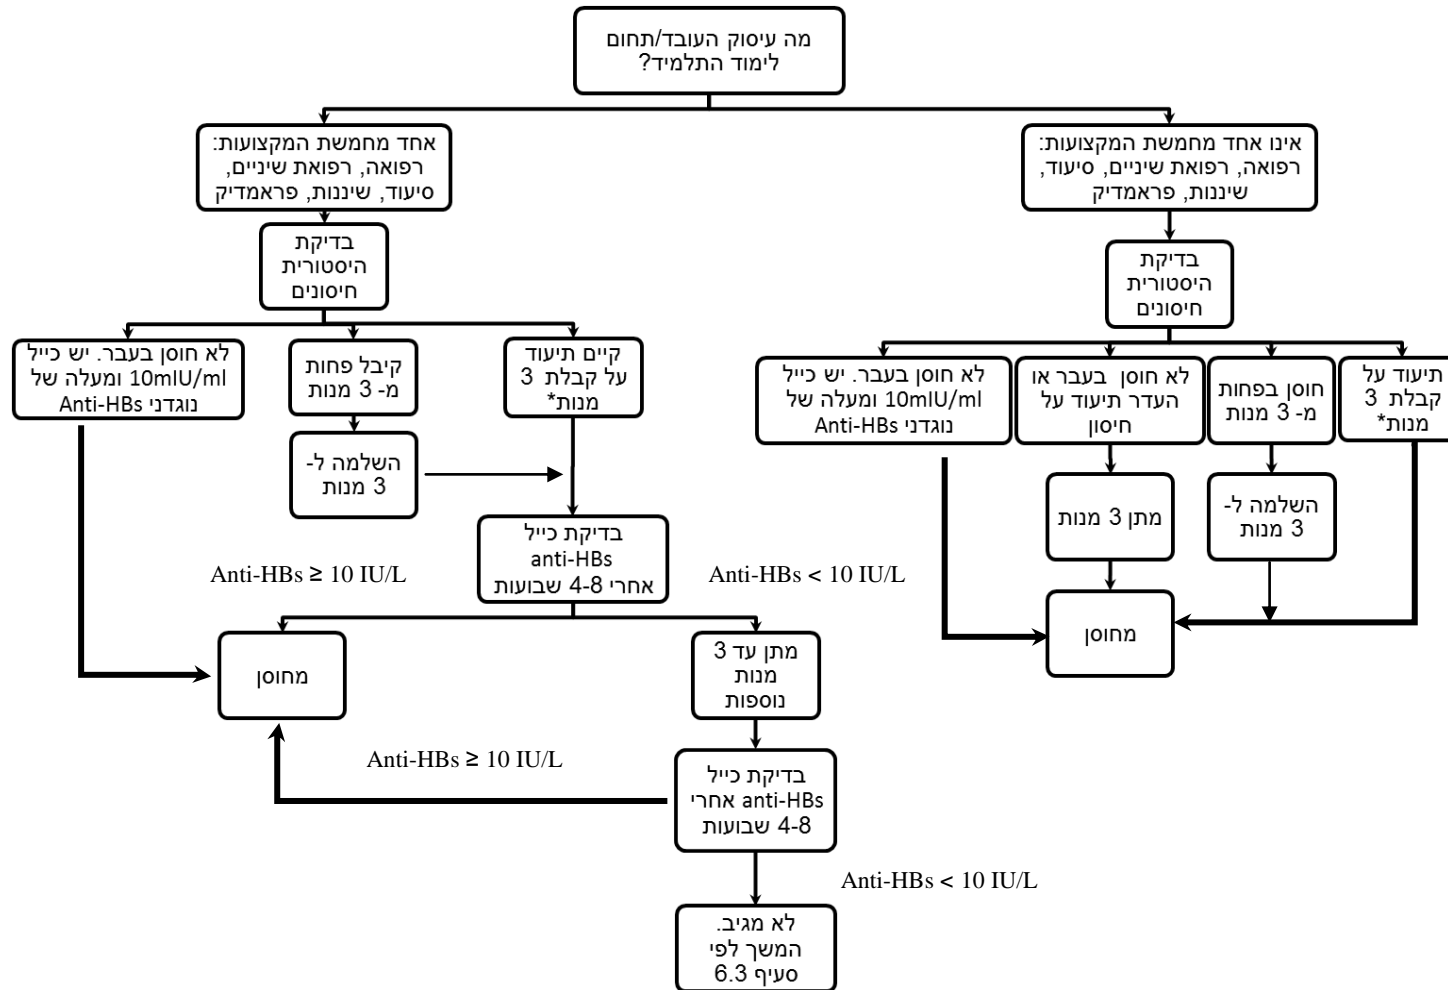 מה עיסוק העובד/תחום
לימוד התלמיד?
אחד מחמשת המקצועות:
רפואה, רפואת שיניים,
סיעוד, שיננות, פראמדיק
אינו אחד מחמשת המקצועות:
רפואה, רפואת שיניים, סיעוד,
שיננות, פראמדיק
בדיקת
היסטורית
חיסונים
בדיקת
היסטורית
חיסונים
קיים תיעוד
על קבלת 3
מנות*
קיבל פחות
מ- 3 מנות
לא חוסן בעבר. יש כייל
10mIU/ml ומעלה של
נוגדני Anti-HBs
תיעוד על
קבלת 3
מנות*
חוסן בפחות
מ- 3 מנות
לא חוסן בעבר או
העדר תיעוד על
חיסון
לא חוסן בעבר. יש כייל
10mIU/ml ומעלה של
נוגדני Anti-HBs
השלמה ל-
3 מנות
השלמה ל-
3 מנות
מתן 3 מנות
בדיקת כייל
anti-HBs
אחרי 4-8 שבועות
Anti-HBs ≥ 10 IU/L
Anti-HBs < 10 IU/L
מחוסן
מתן עד 3
מנות
נוספות
מחוסן
Anti-HBs ≥ 10 IU/L
בדיקת כייל
anti-HBs אחרי
4-8 שבועות
Anti-HBs < 10 IU/L
לא מגיב.
המשך לפי
סעיף 6.3